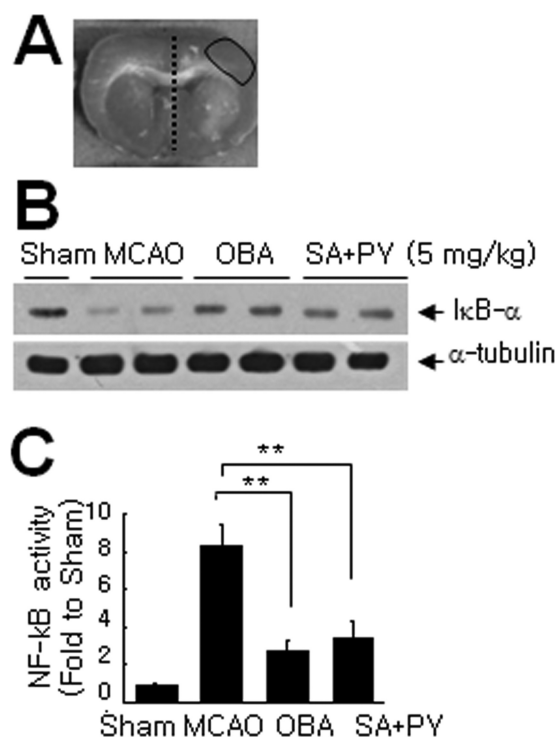 A
B
Sham MCAO OBA SA+PY (5 mg/kg)
IκB-α
α-tubulin
C
**
**
NF-kB activity
(Fold to Sham)
10
8
6
4
2
0
Sham MCAO OBA SA+PY